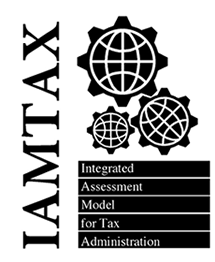 IAMTAX
Integrated
Assessment
Model
for Tax
Administration